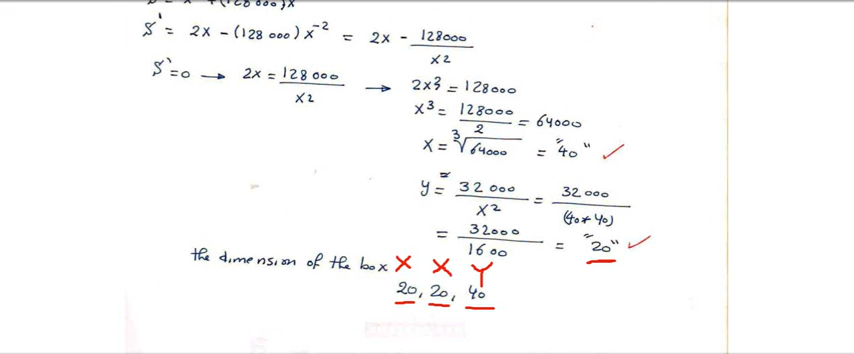 S' = 2x - (128 000) x^-2 = 2x - 128000 / x2
S'=0 → 2x = 128 000 / x2 → 2x3 = 128000
x3 = 128000 / 2 = 64000
x = 3√64000 = "40" ✓
y = 32 000 / x2 = 32 000 / (40*40)
= 32000 / 1600 = "20" ✓
the dimension of the box X X Y
20, 20, 40